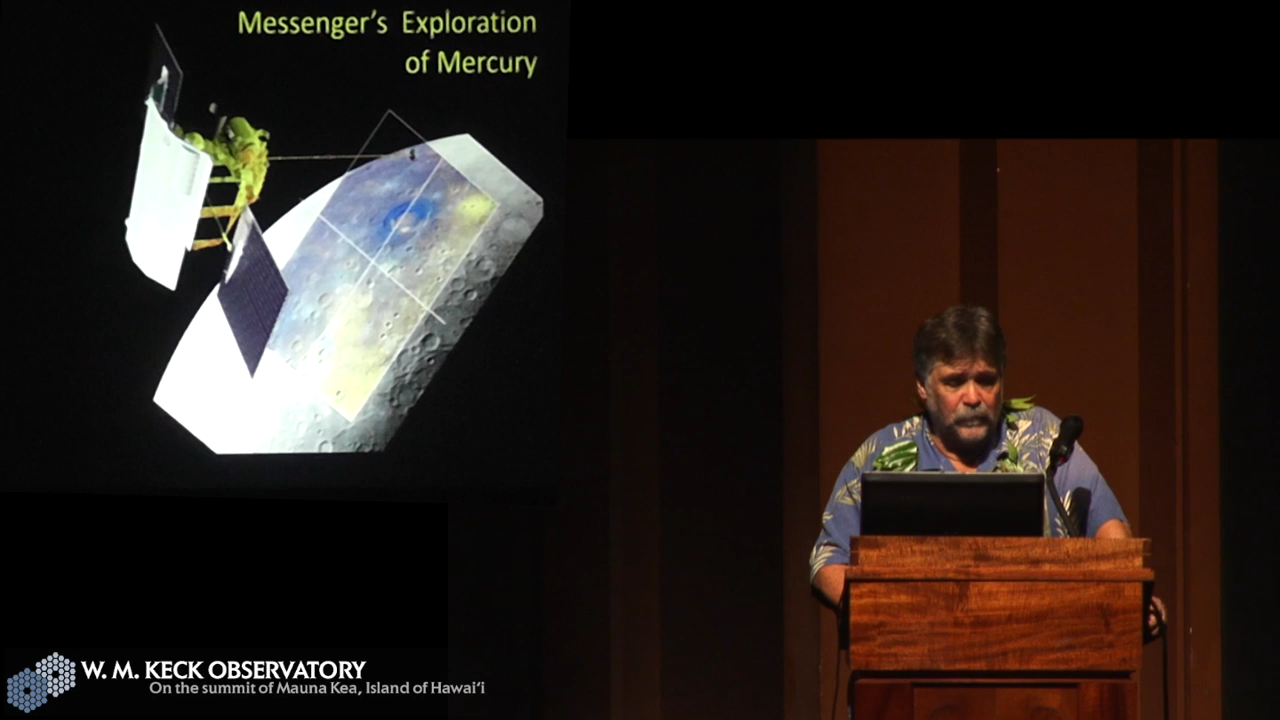 Messenger's Exploration
of Mercury
W. M. KECK OBSERVATORY
On the summit of Mauna Kea, Island of Hawai‘i